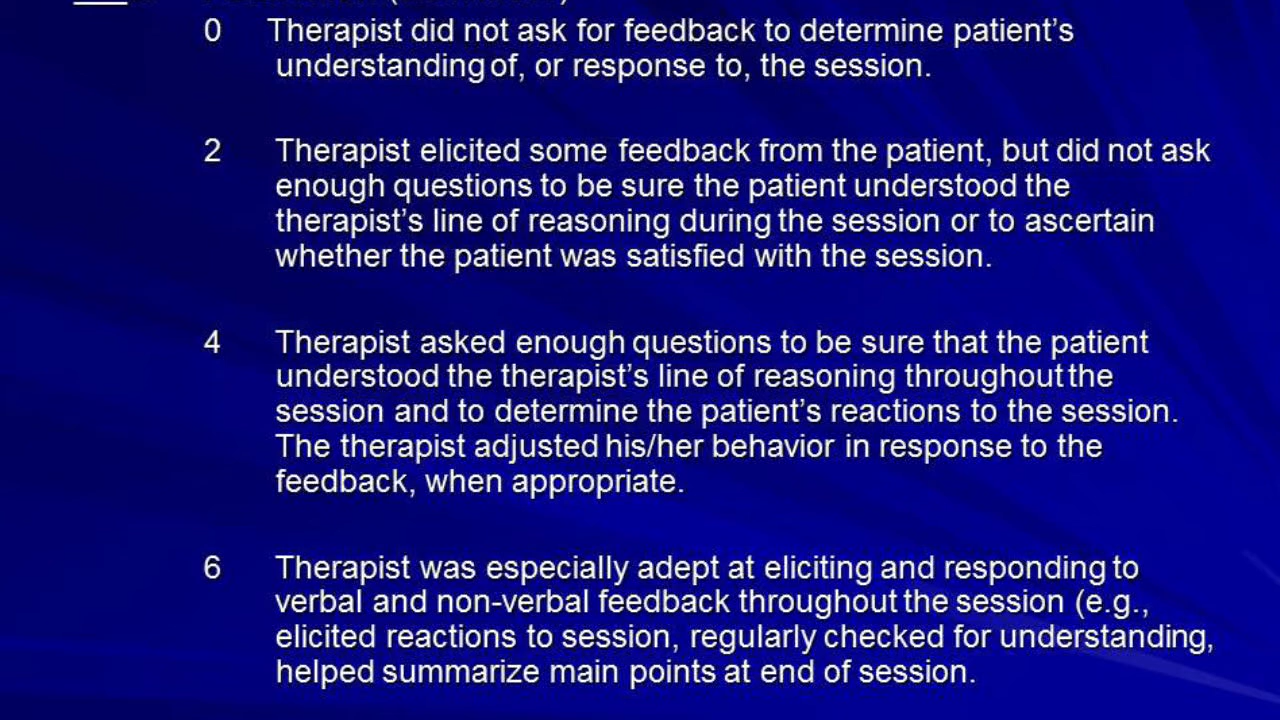 0 Therapist did not ask for feedback to determine patient’s
understanding of, or response to, the session.
2 Therapist elicited some feedback from the patient, but did not ask
enough questions to be sure the patient understood the
therapist’s line of reasoning during the session or to ascertain
whether the patient was satisfied with the session.
4 Therapist asked enough questions to be sure that the patient
understood the therapist’s line of reasoning throughout the
session and to determine the patient’s reactions to the session.
The therapist adjusted his/her behavior in response to the
feedback, when appropriate.
6 Therapist was especially adept at eliciting and responding to
verbal and non-verbal feedback throughout the session (e.g.,
elicited reactions to session, regularly checked for understanding,
helped summarize main points at end of session.